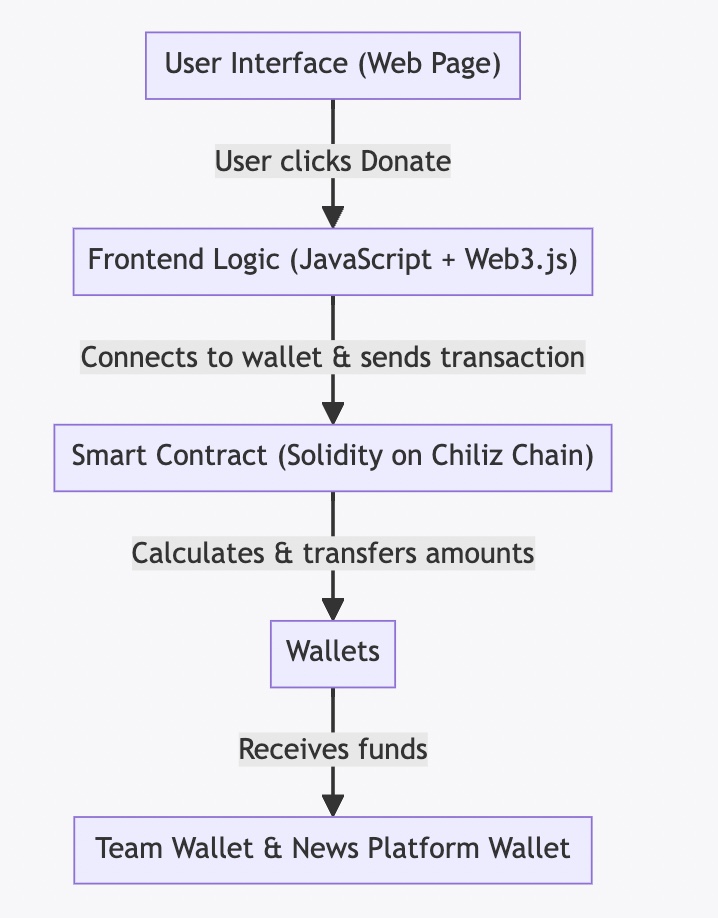 User Interface (Web Page)
User clicks Donate
Frontend Logic (JavaScript + Web3.js)
Connects to wallet & sends transaction
Smart Contract (Solidity on Chiliz Chain)
Calculates & transfers amounts
Wallets
Receives funds
Team Wallet & News Platform Wallet